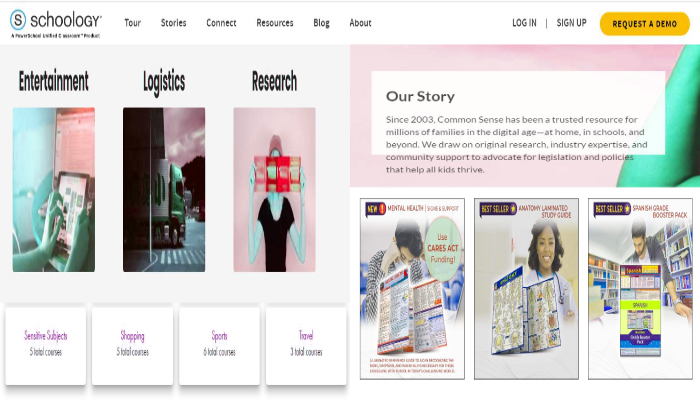 schoology®
A PowerSchool Unified Classroom™ Product
Tour
Stories
Connect
Resources
Blog
About
LOG IN | SIGN UP
REQUEST A DEMO
Entertainment
Logistics
Research
Our Story
Since 2003, Common Sense has been a trusted resource for
millions of families in the digital age—at home, in schools, and
beyond. We draw on original research, industry expertise, and
community support to advocate for legislation and policies
that help all kids thrive.
Sensitive Subjects
5 total courses
Shopping
5 total courses
Sports
6 total courses
Travel
3 total courses
NEW! MENTAL HEALTH | SIGNS & SUPPORT
Use
CARES ACT
Funding!
BEST SELLER ANATOMY LAMINATED
STUDY GUIDE
BEST SELLER SPANISH GRADE
BOOSTER PACK
SPANISH